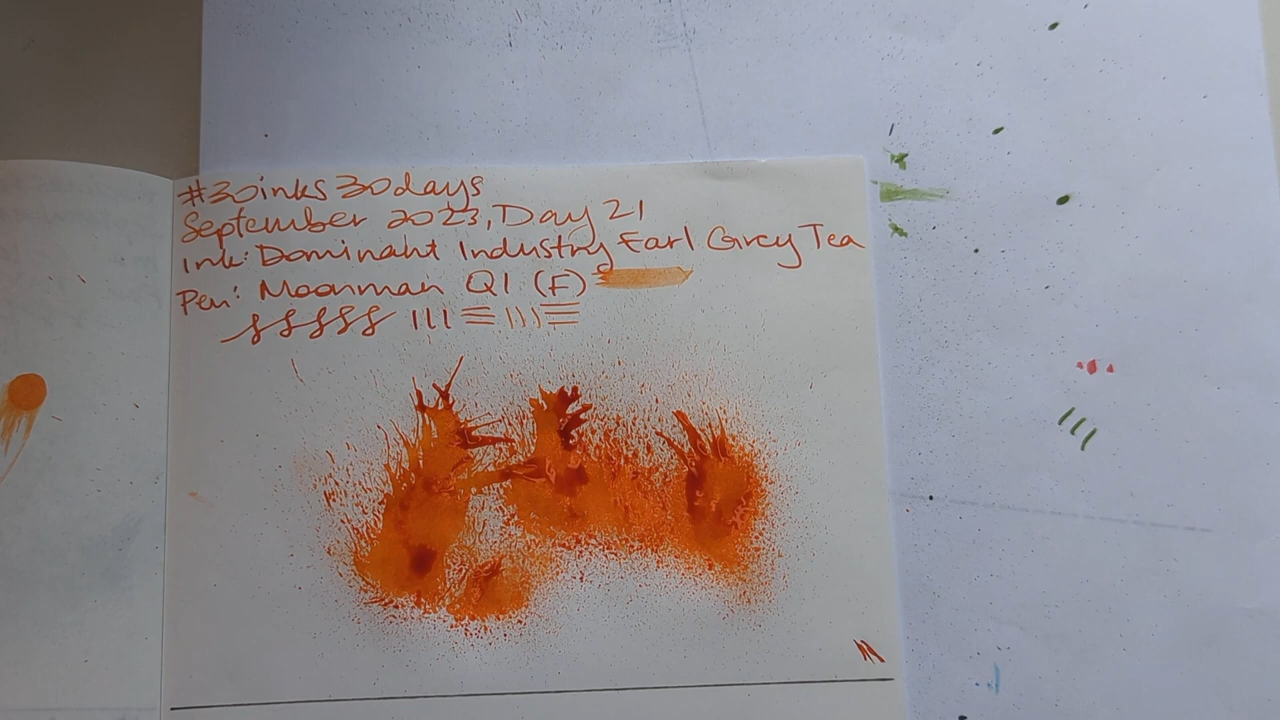 #30inks30days
September 2023, Day 21
Ink: Dominant Industry Earl Grey Tea
Pen: Moonman Q1 (F)